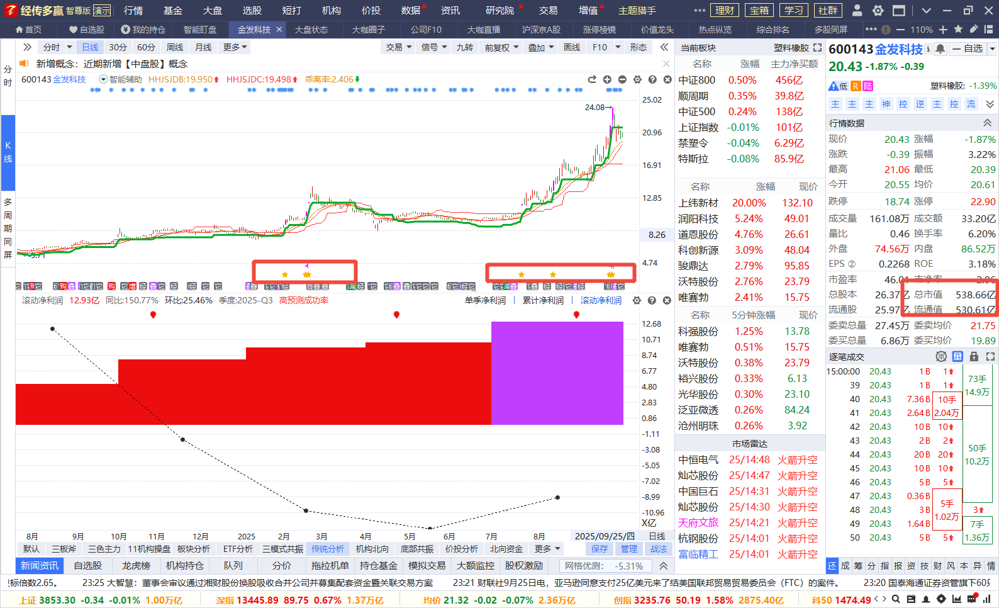 经传多赢 智尊版 演示 行情 基金 大盘 选股 短打 机构 价投 数据 资讯 研究院 交易 增值 主题猎手 理财 宝箱 学习 社群
首页 自选股 我的持仓 智能盯盘 金发科技 大盘状态 大咖圈子 公司F10 大咖直播 沪深京A股 涨停棱镜 价值龙头 热点纵览 综合排名 多股同屏 110%
分时 日线 30分 60分 周线 月线 更多 交易 信号 九转 前复权 叠加 画线 F10 形态
分时
K线
多周期同屏
新增概念：近期新增【中盘股】概念
600143 金发科技 智能辅助 HHJSJDB:19.950 HHJSJDC:19.498 乖离率:2.406
24.08
25.02
20.96
16.91
12.85
8.26
4.74
滚动净利润 12.93亿 同比:150.77% 环比:25.46% 季度:2025-Q3 高预测成功率 单季净利润 累计净利润 滚动净利润
12.68
10.71
8.74
6.77
4.80
2.83
0.86
-1.11
-3.08
-5.05
-7.02
-8.99
-10.96
X亿
8月 9月 10月 11月 12月 2025 2月 3月 4月 5月 6月 7月 8月 2025/09/25/四 日线
默认 三板斧 三色主力 11机构操盘 板块分析 ETF分析 三模式共振 传统分析 机构北向 底部共振 价投分析 北向资金 更多 保存 管理 战法
新闻资讯 自选股 龙虎榜 机构持仓 队列 分价 拖拉机单 持仓基金 模拟交易 大额监控 股权激励 网格优测: -5.31%
当前板块 塑料橡胶
名称 涨幅 主力净买额
中证800 0.50% 456亿
顺周期 0.35% 39.8亿
中证500 0.24% 138亿
上证指数 -0.01% 101亿
禁塑令 -0.04% 6.29亿
特斯拉 -0.08% 85.9亿
名称 涨幅 现价
上纬新材 20.00% 132.10
润阳科技 5.24% 49.01
道恩股份 4.76% 26.61
科创新源 3.09% 48.04
骏鼎达 2.79% 95.85
沃特股份 2.76% 23.79
唯赛勃 2.41% 15.75
名称 5分钟涨幅 现价
科强股份 1.25% 13.78
唯赛勃 0.51% 15.75
沃特股份 0.38% 23.79
裕兴股份 0.33% 6.13
光华股份 0.30% 23.10
泛亚微透 0.26% 84.24
沧州明珠 0.26% 3.92
市场雷达
中恒电气 25/14:48 火箭升空
灿芯股份 25/14:47 火箭升空
中国巨石 25/14:31 火箭升空
灿芯股份 25/14:30 火箭升空
天府文旅 25/14:21 火箭升空
杭钢股份 25/14:01 火箭升空
富临精工 25/14:01 火箭升空
600143 金发科技 自选
20.43 -1.87% -0.39
低 R 陆 塑料橡胶: -1.39%
主 主 主 神 控 逆 主 控 流
行情数据
现价 20.43 涨幅 -1.87%
涨跌 -0.39 振幅 3.22%
最高 21.06 最低 20.39
今开 20.55 均价 20.61
跌停 18.74 涨停 22.90
成交量 161.08万 成交额 33.20亿
量比 0.46 换手率 6.20%
外盘 74.56万 内盘 86.52万
EPS ② 0.2268 ROE 3.18%
市盈率 46.01 市净率 2.96
总股本 26.37亿 总市值 538.66亿
流通股 25.97亿 流通值 530.61亿
委卖总量 27.45万 委卖均价 21.75
委买总量 6.86万 委买均价 19.89
逐笔成交
15:00:00 20.43 1B 1
39 20.43 1B 1
40 20.43 7.36B 10手
41 20.43 2.64B 2.04万
42 20.43 10B 10
43 20.43 2B 2
44 20.43 20B 20
45 20.43 10B 10
46 20.43 5B 5
47 20.43 0.36B 5手
48 20.43 3B 1.02万 3
49 20.43 1.64B
50 20.43 5B 5
73手
14.9万
50手
10.2万
7手
1.36万
还 成 筹 分 指 报 资 技 财 风 本 异 情
标倍数2.65。 23:25 大智慧：董事会审议通过湘财股份换股吸收合并公司并募集配套资金暨关联交易方案 23:21 财联社9月25日电，亚马逊同意支付25亿美元来了结美国联邦贸易贸易委员会（FTC）的案件。 23:20 国泰海通证券资管旗下60
上证 3853.30 -0.34 -0.01% 1.00万亿 深指 13445.89 89.75 0.67% 1.37万亿 均价 21.32 -0.02 -0.07% 2.36万亿 创指 3235.76 50.19 1.58% 2875.40亿 科50 1474.49